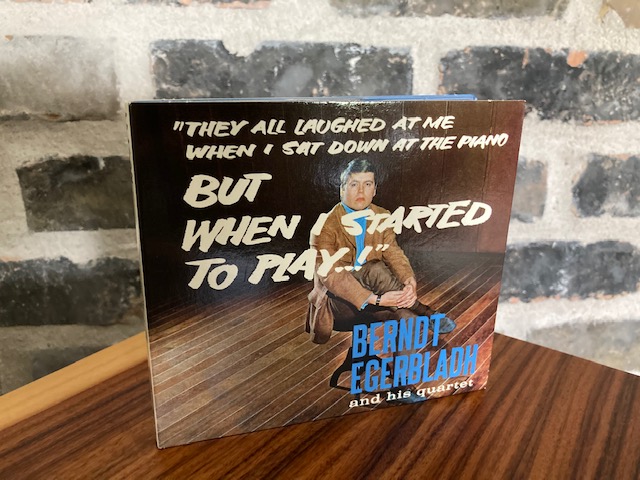 "THEY ALL LAUGHED AT ME
WHEN I SAT DOWN AT THE PIANO
BUT
WHEN I STARTED
TO PLAY...!"
BERNDT
EGERBLADH
and his quartet